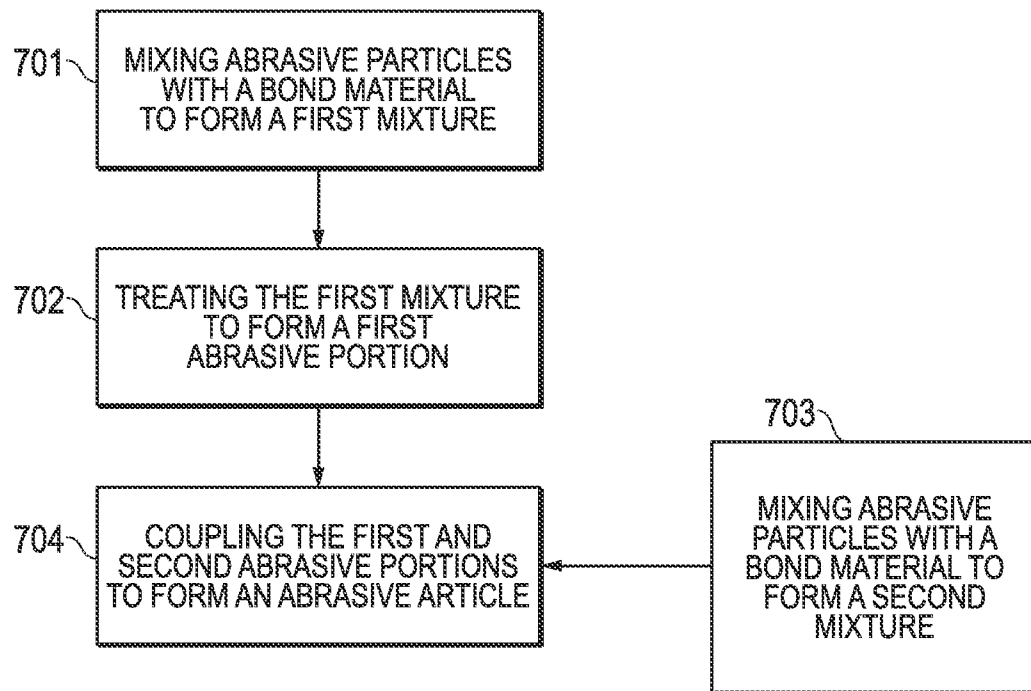 701
MIXING ABRASIVE PARTICLES
WITH A BOND MATERIAL
TO FORM A FIRST MIXTURE
702
TREATING THE FIRST MIXTURE
TO FORM A FIRST
ABRASIVE PORTION
703
MIXING ABRASIVE
PARTICLES WITH A
BOND MATERIAL TO
FORM A SECOND
MIXTURE
704
COUPLING THE FIRST AND
SECOND ABRASIVE PORTIONS
TO FORM AN ABRASIVE ARTICLE